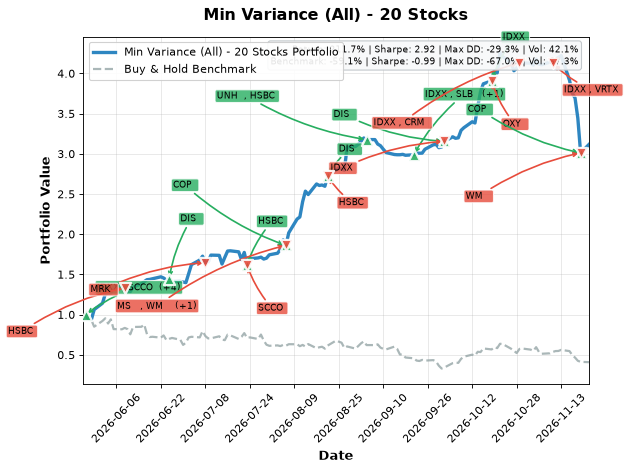 Min Variance (All) - 20 Stocks
Min Variance (All) - 20 Stocks Portfolio
Buy & Hold Benchmark
1.7% | Sharpe: 2.92 | Max DD: -29.3% | Vol: 42.1%
Benchmark: 1% | Sharpe: -0.99 | Max DD: -67.0% 3%
IDXX
IDXX , VRTX
UNH , HSBC
IDXX , SLB (+1)
COP
DIS
IDXX , CRM
OXY
DIS
IDXX
COP
WM
HSBC
DIS
HSBC
MRK
SCCO (+4)
MS , WM (+1)
SCCO
HSBC
Portfolio Value
4.0
3.5
3.0
2.5
2.0
1.5
1.0
0.5
2026-06-06
2026-06-22
2026-07-08
2026-07-24
2026-08-09
2026-08-25
2026-09-10
2026-09-26
2026-10-12
2026-10-28
2026-11-13
Date